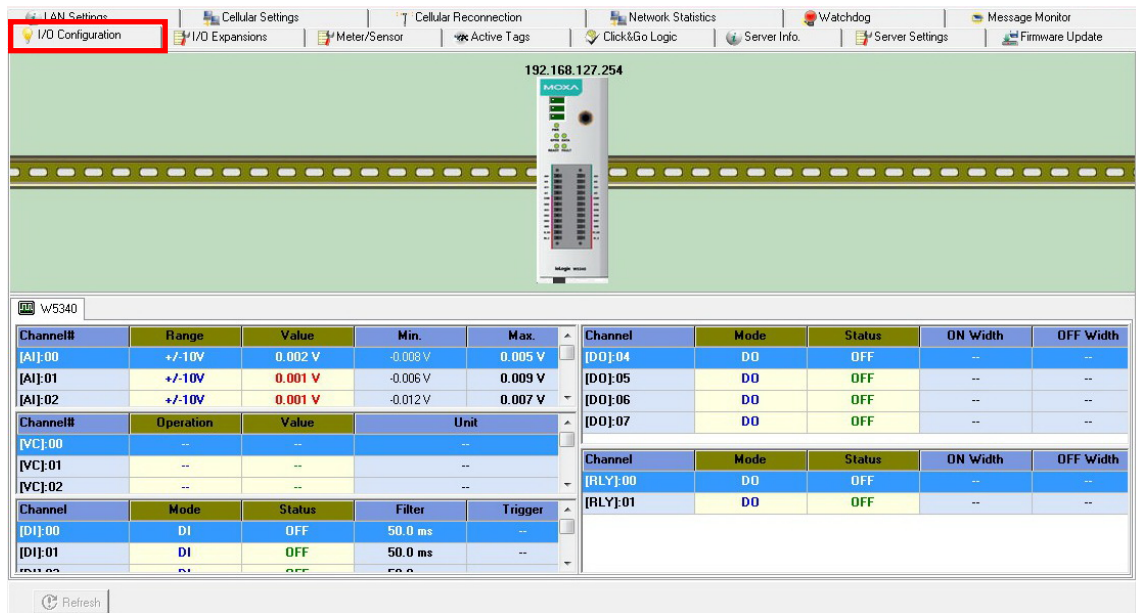 LAN Settings Cellular Settings Cellular Reconnection Network Statistics Watchdog Message Monitor
I/O Configuration I/O Expansions Meter/Sensor Active Tags Click&Go Logic Server Info. Server Settings Firmware Update
192.168.127.254
MOXA
W5340
Channel# Range Value Min. Max.
[AI]:00 +/-10V 0.002 V -0.008 V 0.005 V
[AI]:01 +/-10V 0.001 V -0.006 V 0.009 V
[AI]:02 +/-10V 0.001 V -0.012 V 0.007 V
Channel# Operation Value Unit
[VC]:00 -- -- --
[VC]:01 -- -- --
[VC]:02 -- -- --
Channel Mode Status Filter Trigger
[DI]:00 DI OFF 50.0 ms --
[DI]:01 DI OFF 50.0 ms --
Channel Mode Status ON Width OFF Width
[DO]:04 DO OFF -- --
[DO]:05 DO OFF -- --
[DO]:06 DO OFF -- --
[DO]:07 DO OFF -- --
Channel Mode Status ON Width OFF Width
[RLY]:00 DO OFF -- --
[RLY]:01 DO OFF -- --
Refresh